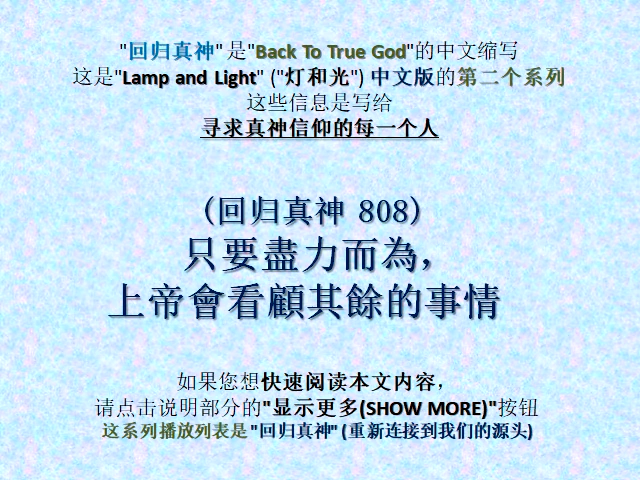 "回归真神" 是"Back To True God"的中文缩写
这是"Lamp and Light" ("灯和光") 中文版的第二个系列
这些信息是写给
寻求真神信仰的每一个人
(回归真神 808)
只要盡力而為，
上帝會看顧其餘的事情
如果您想快速阅读本文内容，
请点击说明部分的"显示更多(SHOW MORE)"按钮
这系列播放列表是 "回归真神" (重新连接到我们的源头)